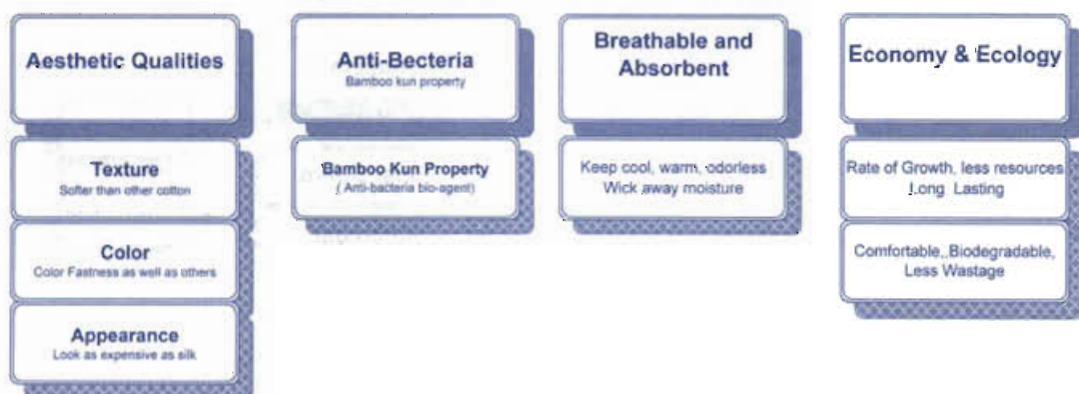 Aesthetic Qualities
Texture
Softer than other cotton
Color
Color Fastness as well as others
Appearance
Look as expensive as silk
Anti-Becteria
Bamboo kun property
Bamboo Kun Property
( Anti-bacteria bio-agent)
Breathable and
Absorbent
Keep cool, warm, odorless
Wick away moisture
Economy & Ecology
Rate of Growth, less resources
Long Lasting
Comfortable, Biodegradable,
Less Wastage